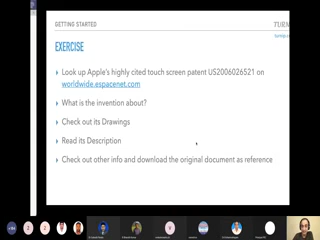 GETTING STARTED
TURN
EXERCISE
Look up Apple's highly cited touch screen patent US2006026521 on
worldwide.espacenet.com
What is the invention about?
Check out its Drawings
Read its Description
Check out other info and download the original document as reference